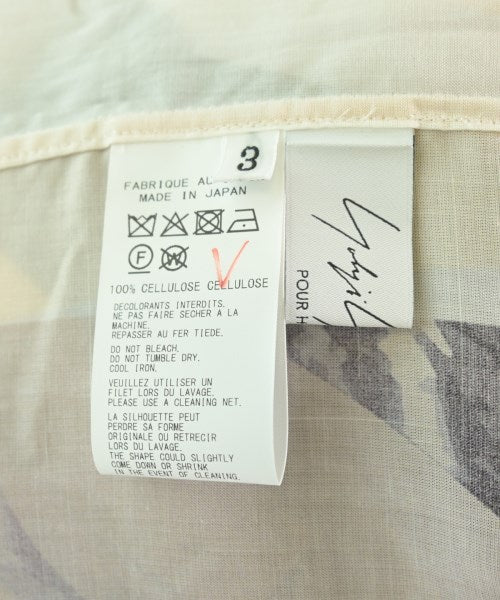 3
FABRIQUE AU
MADE IN JAPAN
F
W
100% CELLULOSE CELLULOSE
DECOLORANTS INTERDITS.
NE PAS FAIRE SECHER A LA
MACHINE.
REPASSER AU FER TIEDE.
DO NOT BLEACH.
DO NOT TUMBLE DRY.
COOL IRON.
VEUILLEZ UTILISER UN
FILET LORS DU LAVAGE.
PLEASE USE A CLEANING NET.
LA SILHOUETTE PEUT
PERDRE SA FORME
ORIGINALE OU RETRECIR
LORS DU LAVAGE.
THE SHAPE COULD SLIGHTLY
COME DOWN OR SHRINK
IN THE EVENT OF CLEANING.
Yohji
POUR H